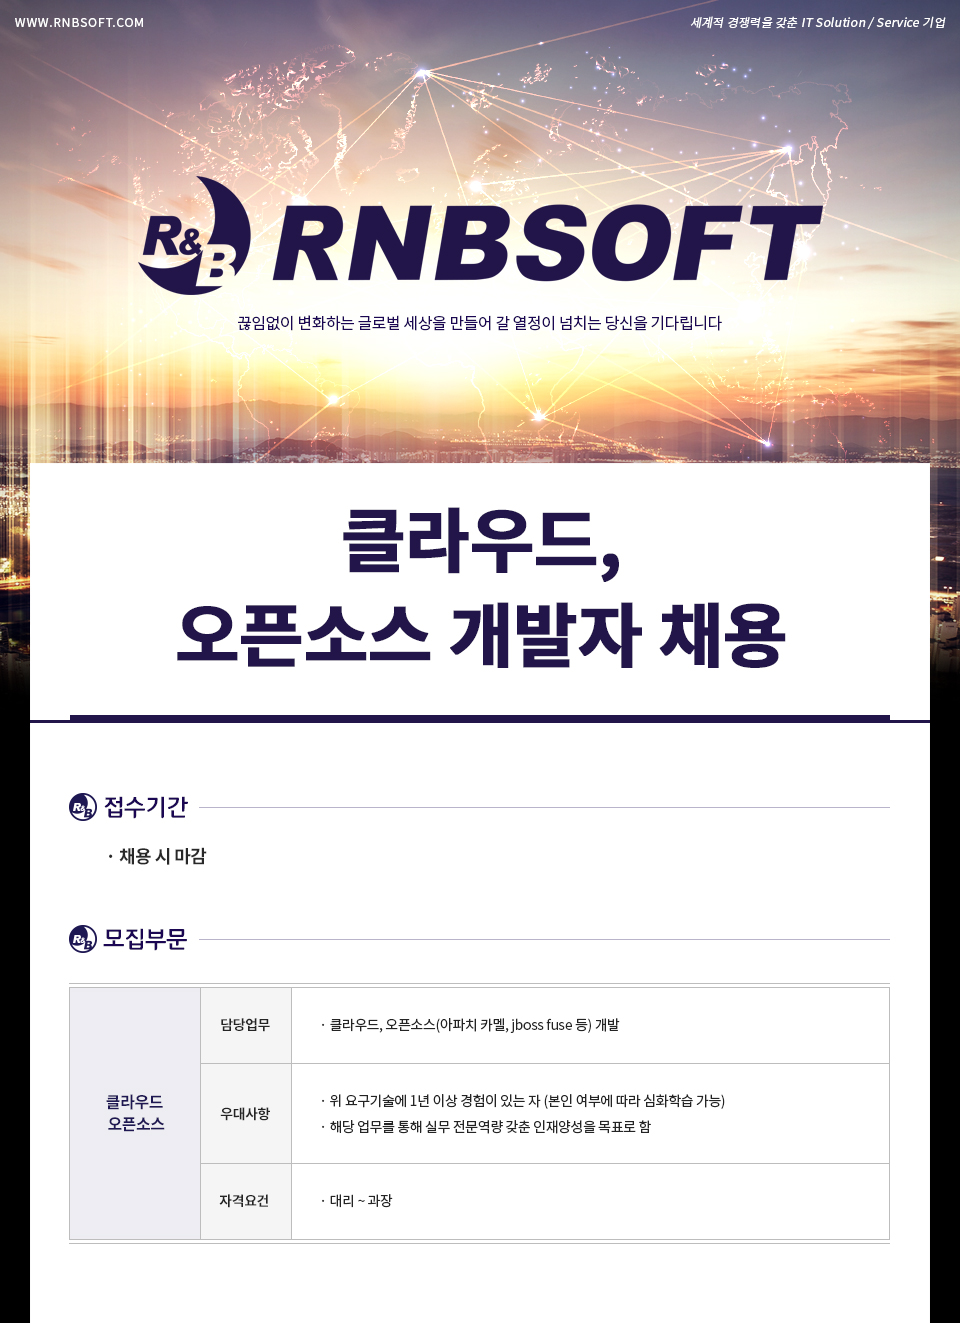 WWW.RNBSOFT.COM
세계적 경쟁력을 갖춘 IT Solution / Service 기업
R&B RNBSOFT
끊임없이 변화하는 글로벌 세상을 만들어 갈 열정이 넘치는 당신을 기다립니다
클라우드,
오픈소스 개발자 채용
R&B 접수기간
· 채용 시 마감
R&B 모집부문
클라우드
오픈소스
담당업무
· 클라우드, 오픈소스(아파치 카멜, jboss fuse 등) 개발
우대사항
· 위 요구기술에 1년 이상 경험이 있는 자 (본인 여부에 따라 심화학습 가능)
· 해당 업무를 통해 실무 전문역량 갖춘 인재양성을 목표로 함
자격요건
· 대리 ~ 과장